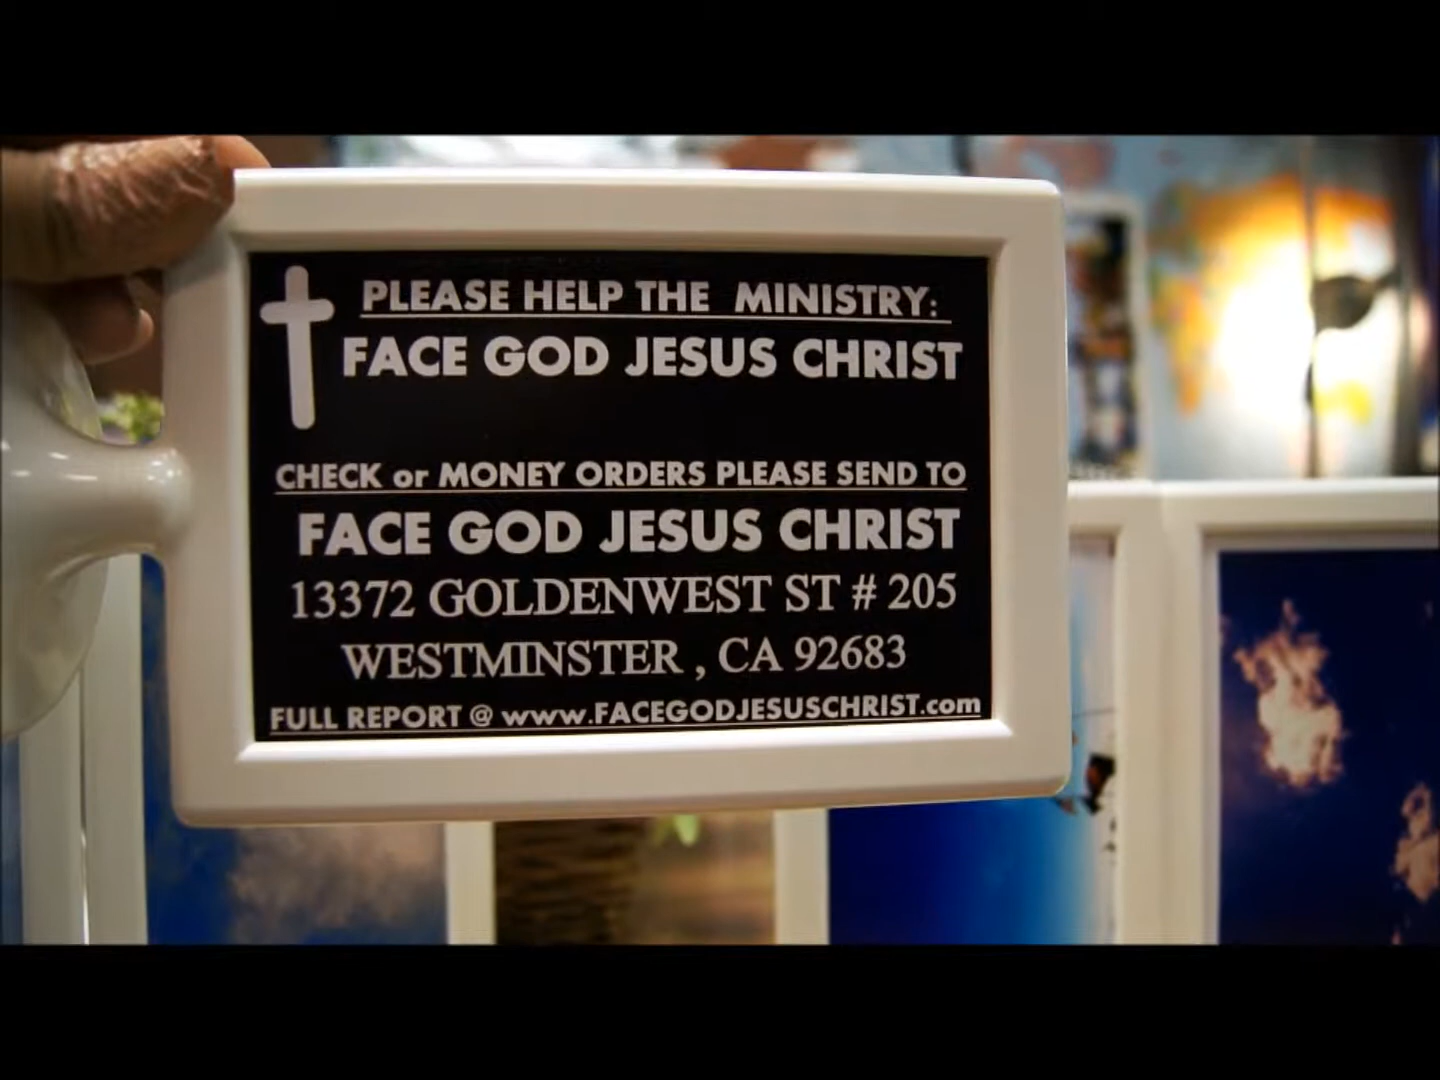 PLEASE HELP THE MINISTRY:
FACE GOD JESUS CHRIST
CHECK or MONEY ORDERS PLEASE SEND TO
FACE GOD JESUS CHRIST
13372 GOLDENWEST ST # 205
WESTMINSTER , CA 92683
FULL REPORT @ www.FACEGODJESUSCHRIST.com